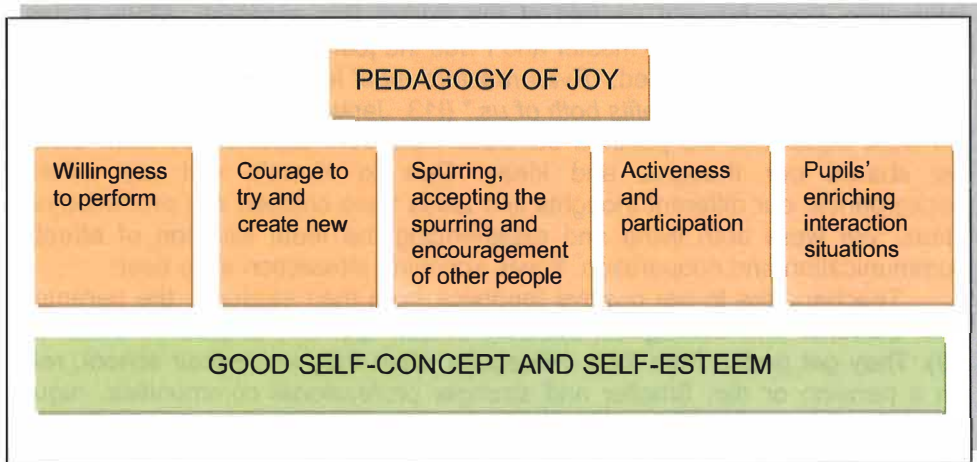 PEDAGOGY OF JOY
Willingness
to perform
Courage to
try and
create new
Spurring,
accepting the
spurring and
encouragement
of other people
Activeness
and
participation
Pupils'
enriching
interaction
situations
GOOD SELF-CONCEPT AND SELF-ESTEEM